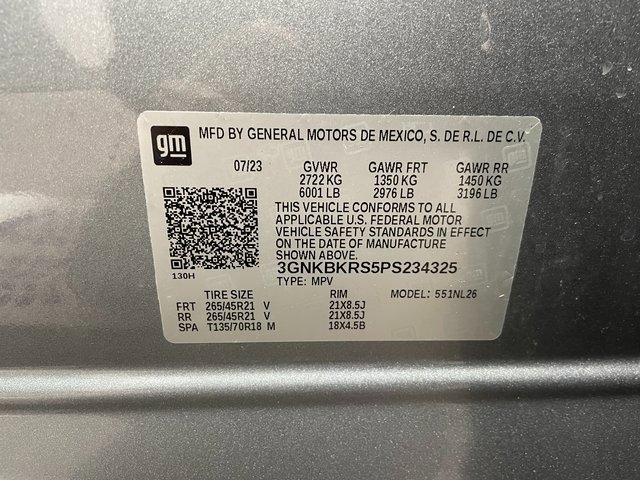 gm
MFD BY GENERAL MOTORS DE MEXICO, S. DE R.L. DE C.V.
07/23 GVWR GAWR FRT GAWR RR
2722 KG 1350 KG 1450 KG
6001 LB 2976 LB 3196 LB
THIS VEHICLE CONFORMS TO ALL
APPLICABLE U.S. FEDERAL MOTOR
VEHICLE SAFETY STANDARDS IN EFFECT
ON THE DATE OF MANUFACTURE
SHOWN ABOVE.
130H
3GNKBKRS5PS234325
TYPE: MPV MODEL: 551NL26
TIRE SIZE RIM
FRT 265/45R21 V 21X8.5J
RR 265/45R21 V 21X8.5J
SPA T135/70R18 M 18X4.5B